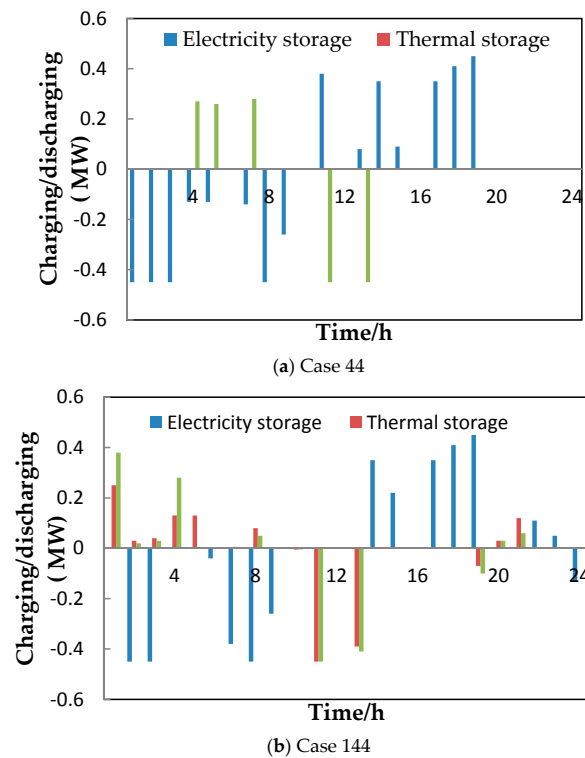 0.6
Electricity storage Thermal storage
0.4
0.2
0
4 8 12 16 20 24
-0.2
-0.4
-0.6
Charging/discharging
( MW)
Time/h
(a) Case 44
0.6
Electricity storage Thermal storage
0.4
0.2
0
4 8 12 16 20 24
-0.2
-0.4
-0.6
Charging/discharging
( MW)
Time/h
(b) Case 144